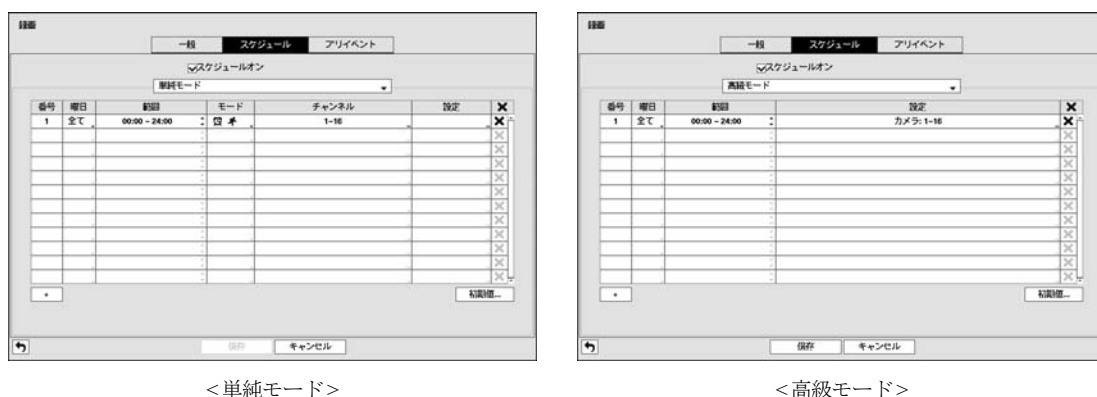 録画
一般 スケジュール プリイベント
スケジュールオン
単純モード
番号 曜日 範囲 モード チャンネル 設定
1 全て 00:00 ~ 24:00 1~16
+
初期値...
保存 キャンセル
<単純モード>
録画
一般 スケジュール プリイベント
スケジュールオン
高級モード
番号 曜日 範囲 設定
1 全て 00:00 ~ 24:00 カメラ: 1~16
+
初期値...
保存 キャンセル
<高級モード>